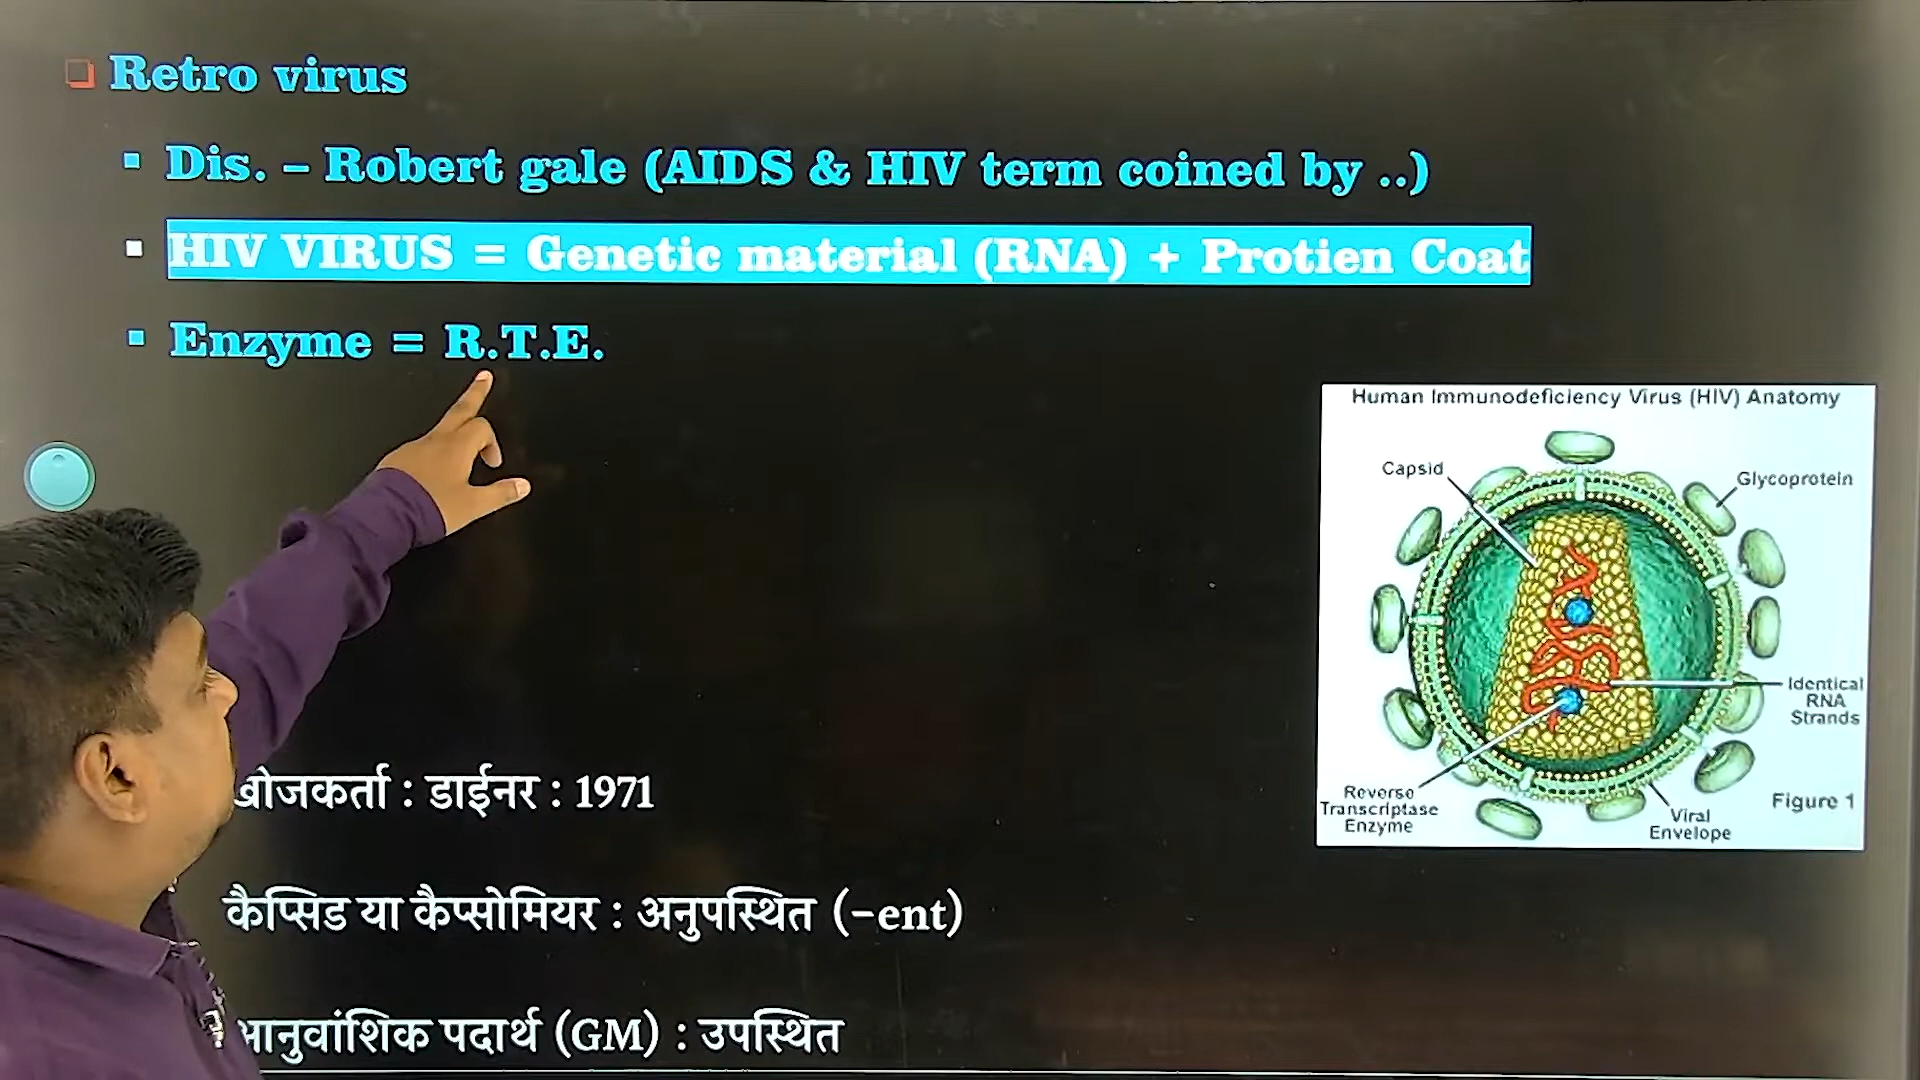 Retro virus
Dis. – Robert gale (AIDS & HIV term coined by ..)
HIV VIRUS = Genetic material (RNA) + Protien Coat
Enzyme = R.T.E.
Human Immunodeficiency Virus (HIV) Anatomy
Capsid
Glycoprotein
Identical
RNA
Strands
Reverse
Transcriptase
Enzyme
Viral
Envelope
Figure 1
खोजकर्ता : डाईनर : 1971
कैप्सिड या कैप्सोमियर : अनुपस्थित (-ent)
आनुवांशिक पदार्थ (GM) : उपस्थित